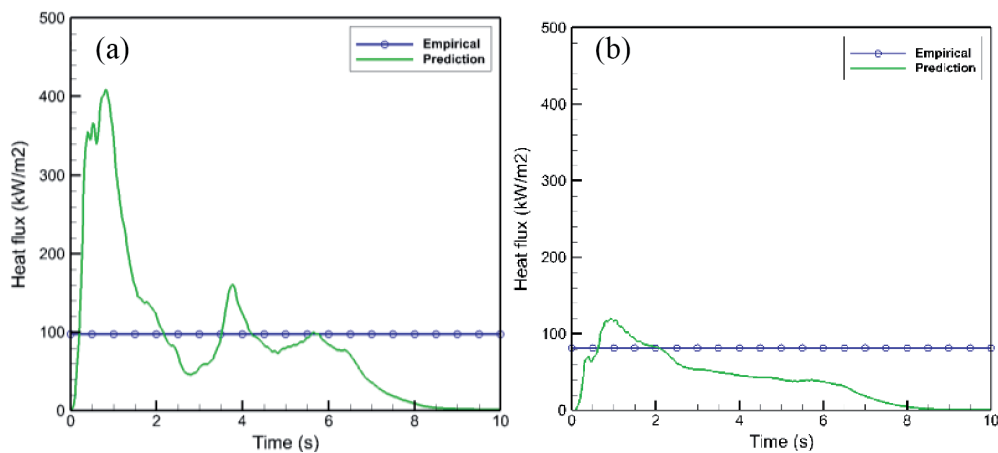 (a)
Empirical
Prediction
500
400
300
200
100
0
Heat flux (kW/m2)
0 2 4 6 8 10
Time (s)
(b)
Empirical
Prediction
500
400
300
200
100
0
Heat flux (kW/m2)
0 2 4 6 8 10
Time (s)